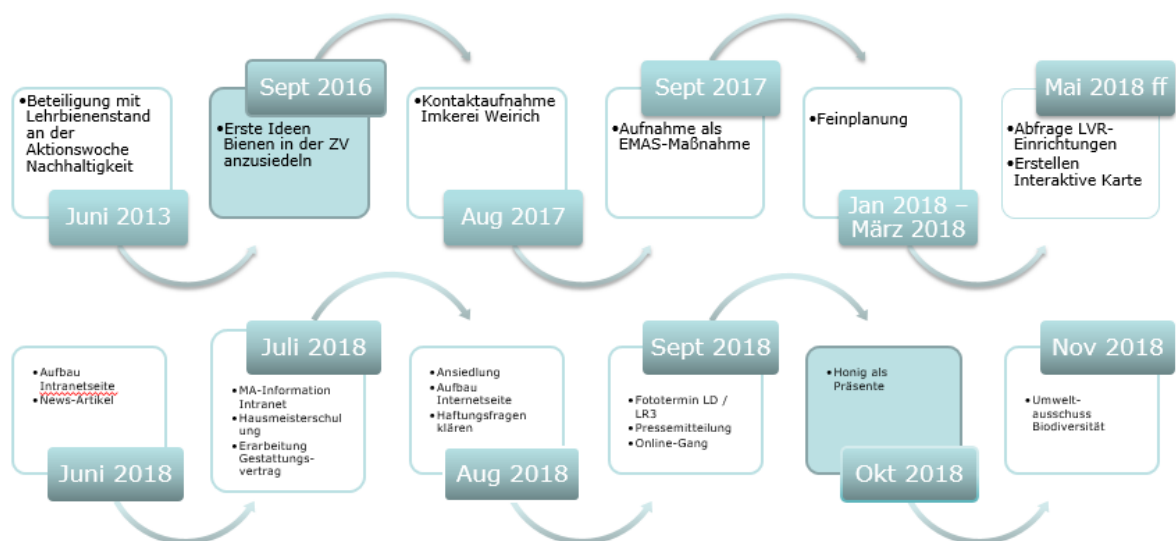 •Beteiligung mit
Lehrbienenstand
an der
Aktionswoche
Nachhaltigkeit
Juni 2013
Sept 2016
•Erste Ideen
Bienen in der ZV
anzusiedeln
•Kontaktaufnahme
Imkerei Weirich
Aug 2017
Sept 2017
•Aufnahme als
EMAS-Maßnahme
•Feinplanung
Jan 2018 –
März 2018
Mai 2018 ff
•Abfrage LVR-
Einrichtungen
•Erstellen
Interaktive Karte
• Aufbau
Intranetseite
• News-Artikel
Juni 2018
Juli 2018
• MA-Information
Intranet
• Hausmeisterschul
ung
• Erarbeitung
Gestattungs-
vertrag
• Ansiedlung
• Aufbau
Internetseite
• Haftungsfragen
klären
Aug 2018
Sept 2018
• Fototermin LD /
LR3
• Pressemitteilung
• Online-Gang
• Honig als
Präsente
Okt 2018
Nov 2018
• Umwelt-
ausschuss
Biodiversität